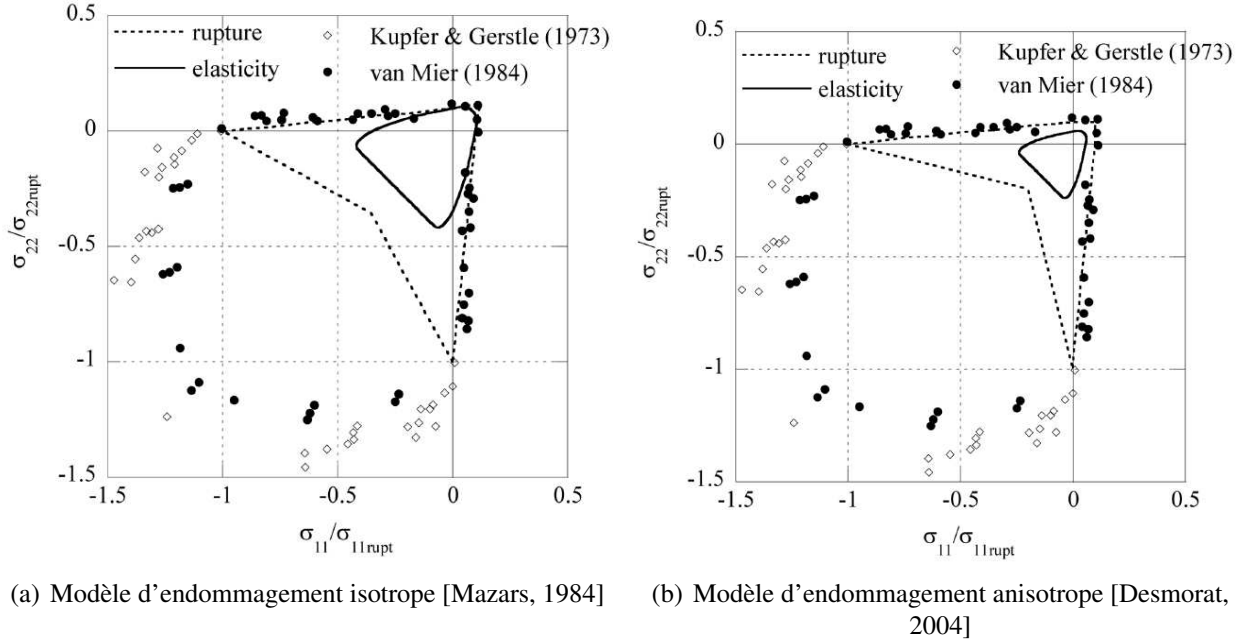 0.5
rupture
elasticity
Kupfer & Gerstle (1973)
van Mier (1984)
0
-0.5
-1
-1.5
σ22/σ22rupt
-1.5 -1 -0.5 0 0.5
σ11/σ11rupt
(a) Modèle d'endommagement isotrope [Mazars, 1984]
0.5
rupture
elasticity
Kupfer & Gerstle (1973)
van Mier (1984)
0
-0.5
-1
-1.5
σ22/σ22rupt
-1.5 -1 -0.5 0 0.5
σ11/σ11rupt
(b) Modèle d'endommagement anisotrope [Desmorat,
2004]